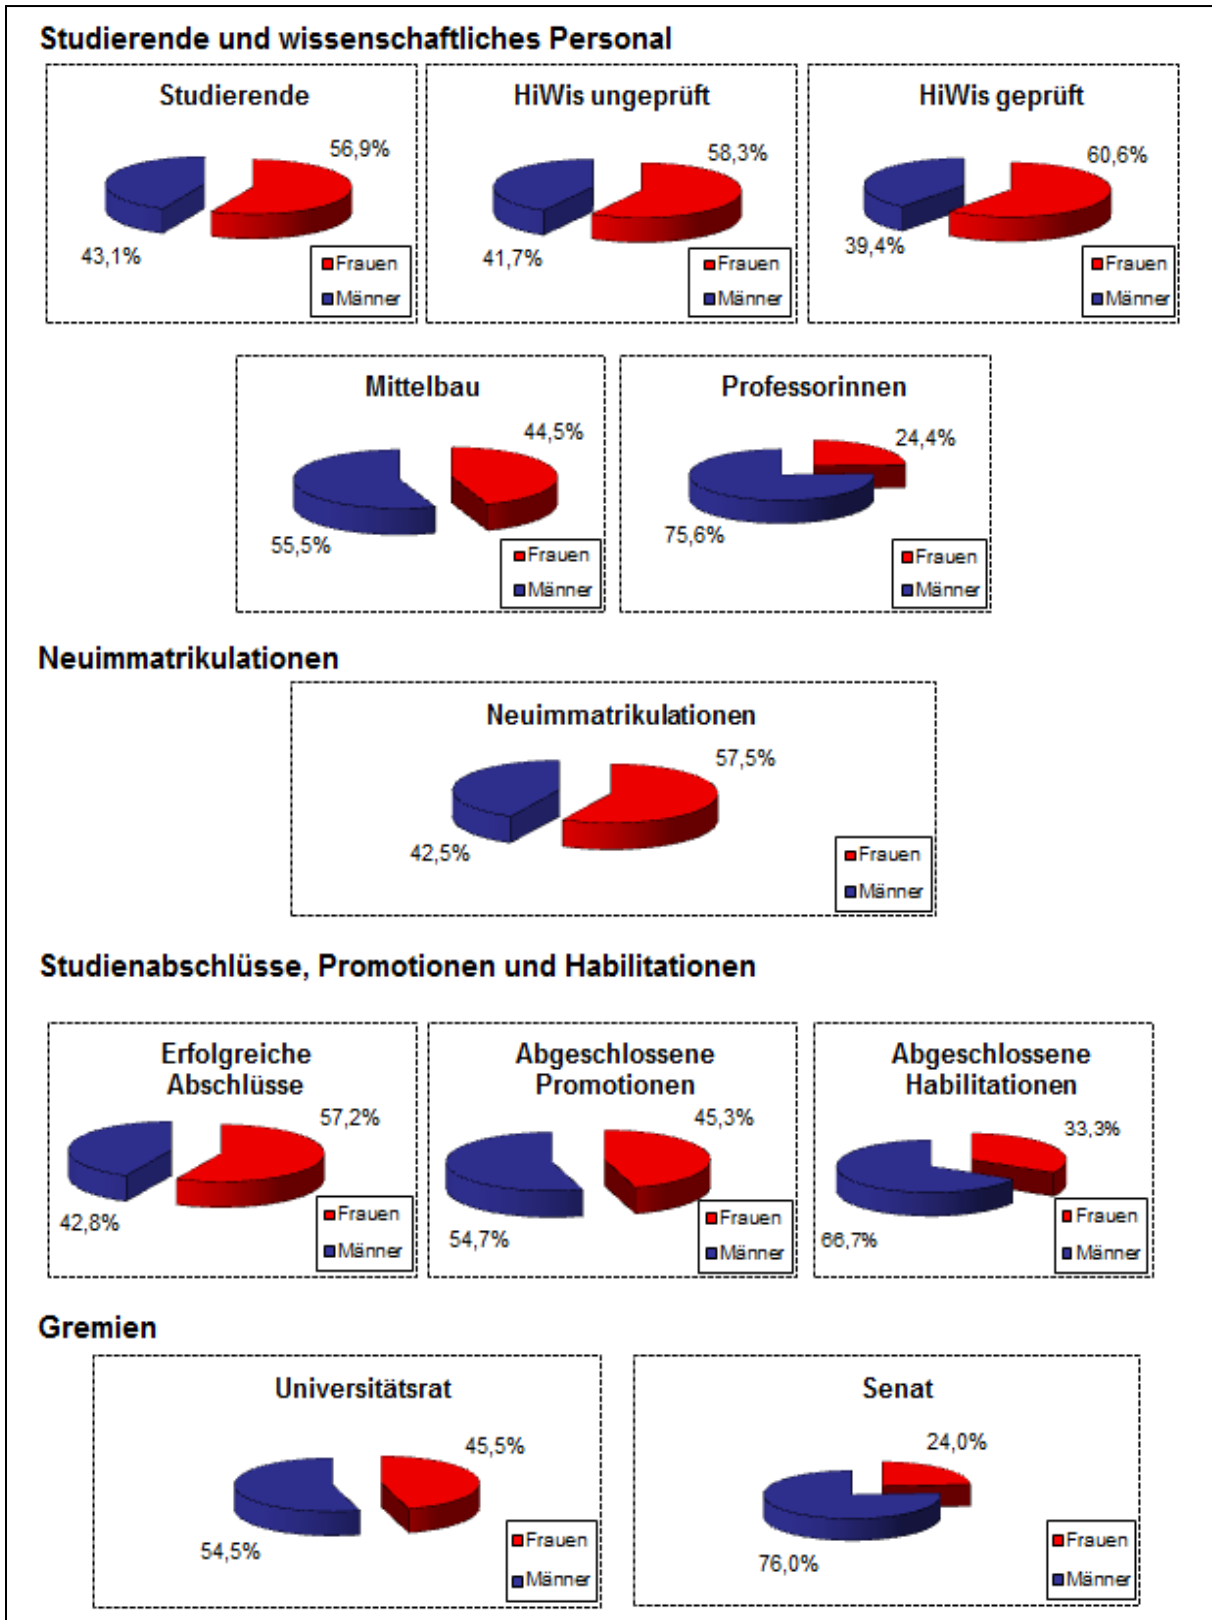 Studierende und wissenschaftliches Personal
Studierende
56,9%
43,1%
Frauen
Männer
HiWis ungeprüft
58,3%
41,7%
Frauen
Männer
HiWis geprüft
60,6%
39,4%
Frauen
Männer
Mittelbau
44,5%
55,5%
Frauen
Männer
Professorinnen
24,4%
75,6%
Frauen
Männer
Neuimmatrikulationen
Neuimmatrikulationen
57,5%
42,5%
Frauen
Männer
Studienabschlüsse, Promotionen und Habilitationen
Erfolgreiche
Abschlüsse
57,2%
42,8%
Frauen
Männer
Abgeschlossene
Promotionen
45,3%
54,7%
Frauen
Männer
Abgeschlossene
Habilitationen
33,3%
66,7%
Frauen
Männer
Gremien
Universitätsrat
45,5%
54,5%
Frauen
Männer
Senat
24,0%
76,0%
Frauen
Männer